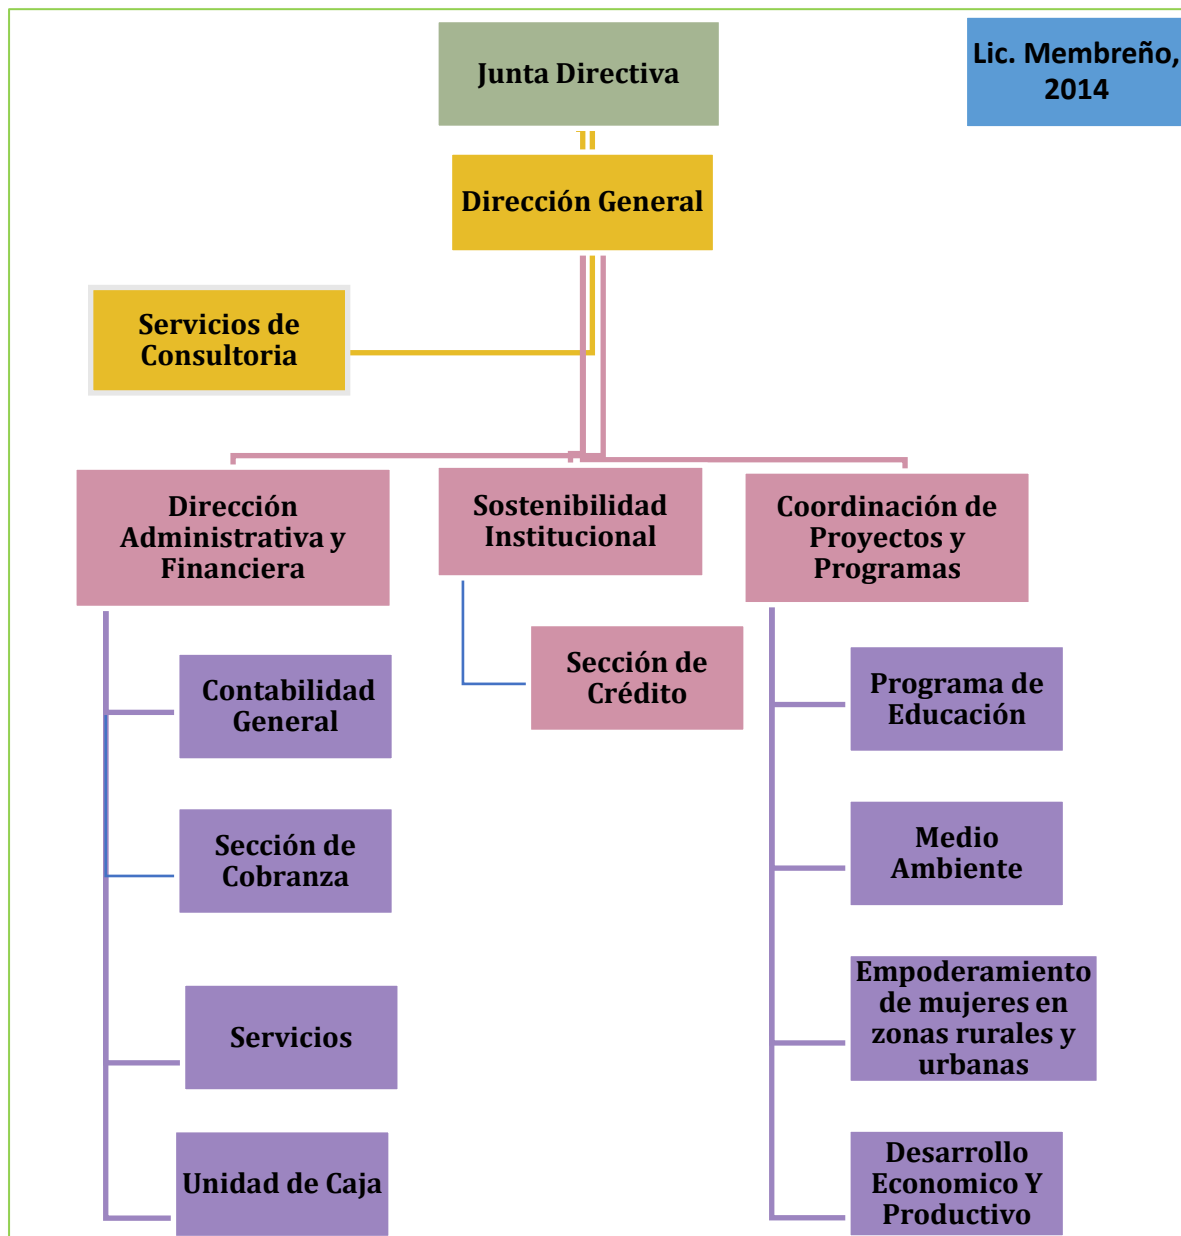 Junta Directiva
Lic. Membreño,
2014
Dirección General
Servicios de
Consultoria
Dirección
Administrativa y
Financiera
Sostenibilidad
Institucional
Coordinación de
Proyectos y
Programas
Contabilidad
General
Sección de
Crédito
Programa de
Educación
Sección de
Cobranza
Medio
Ambiente
Servicios
Empoderamiento
de mujeres en
zonas rurales y
urbanas
Unidad de Caja
Desarrollo
Economico Y
Productivo